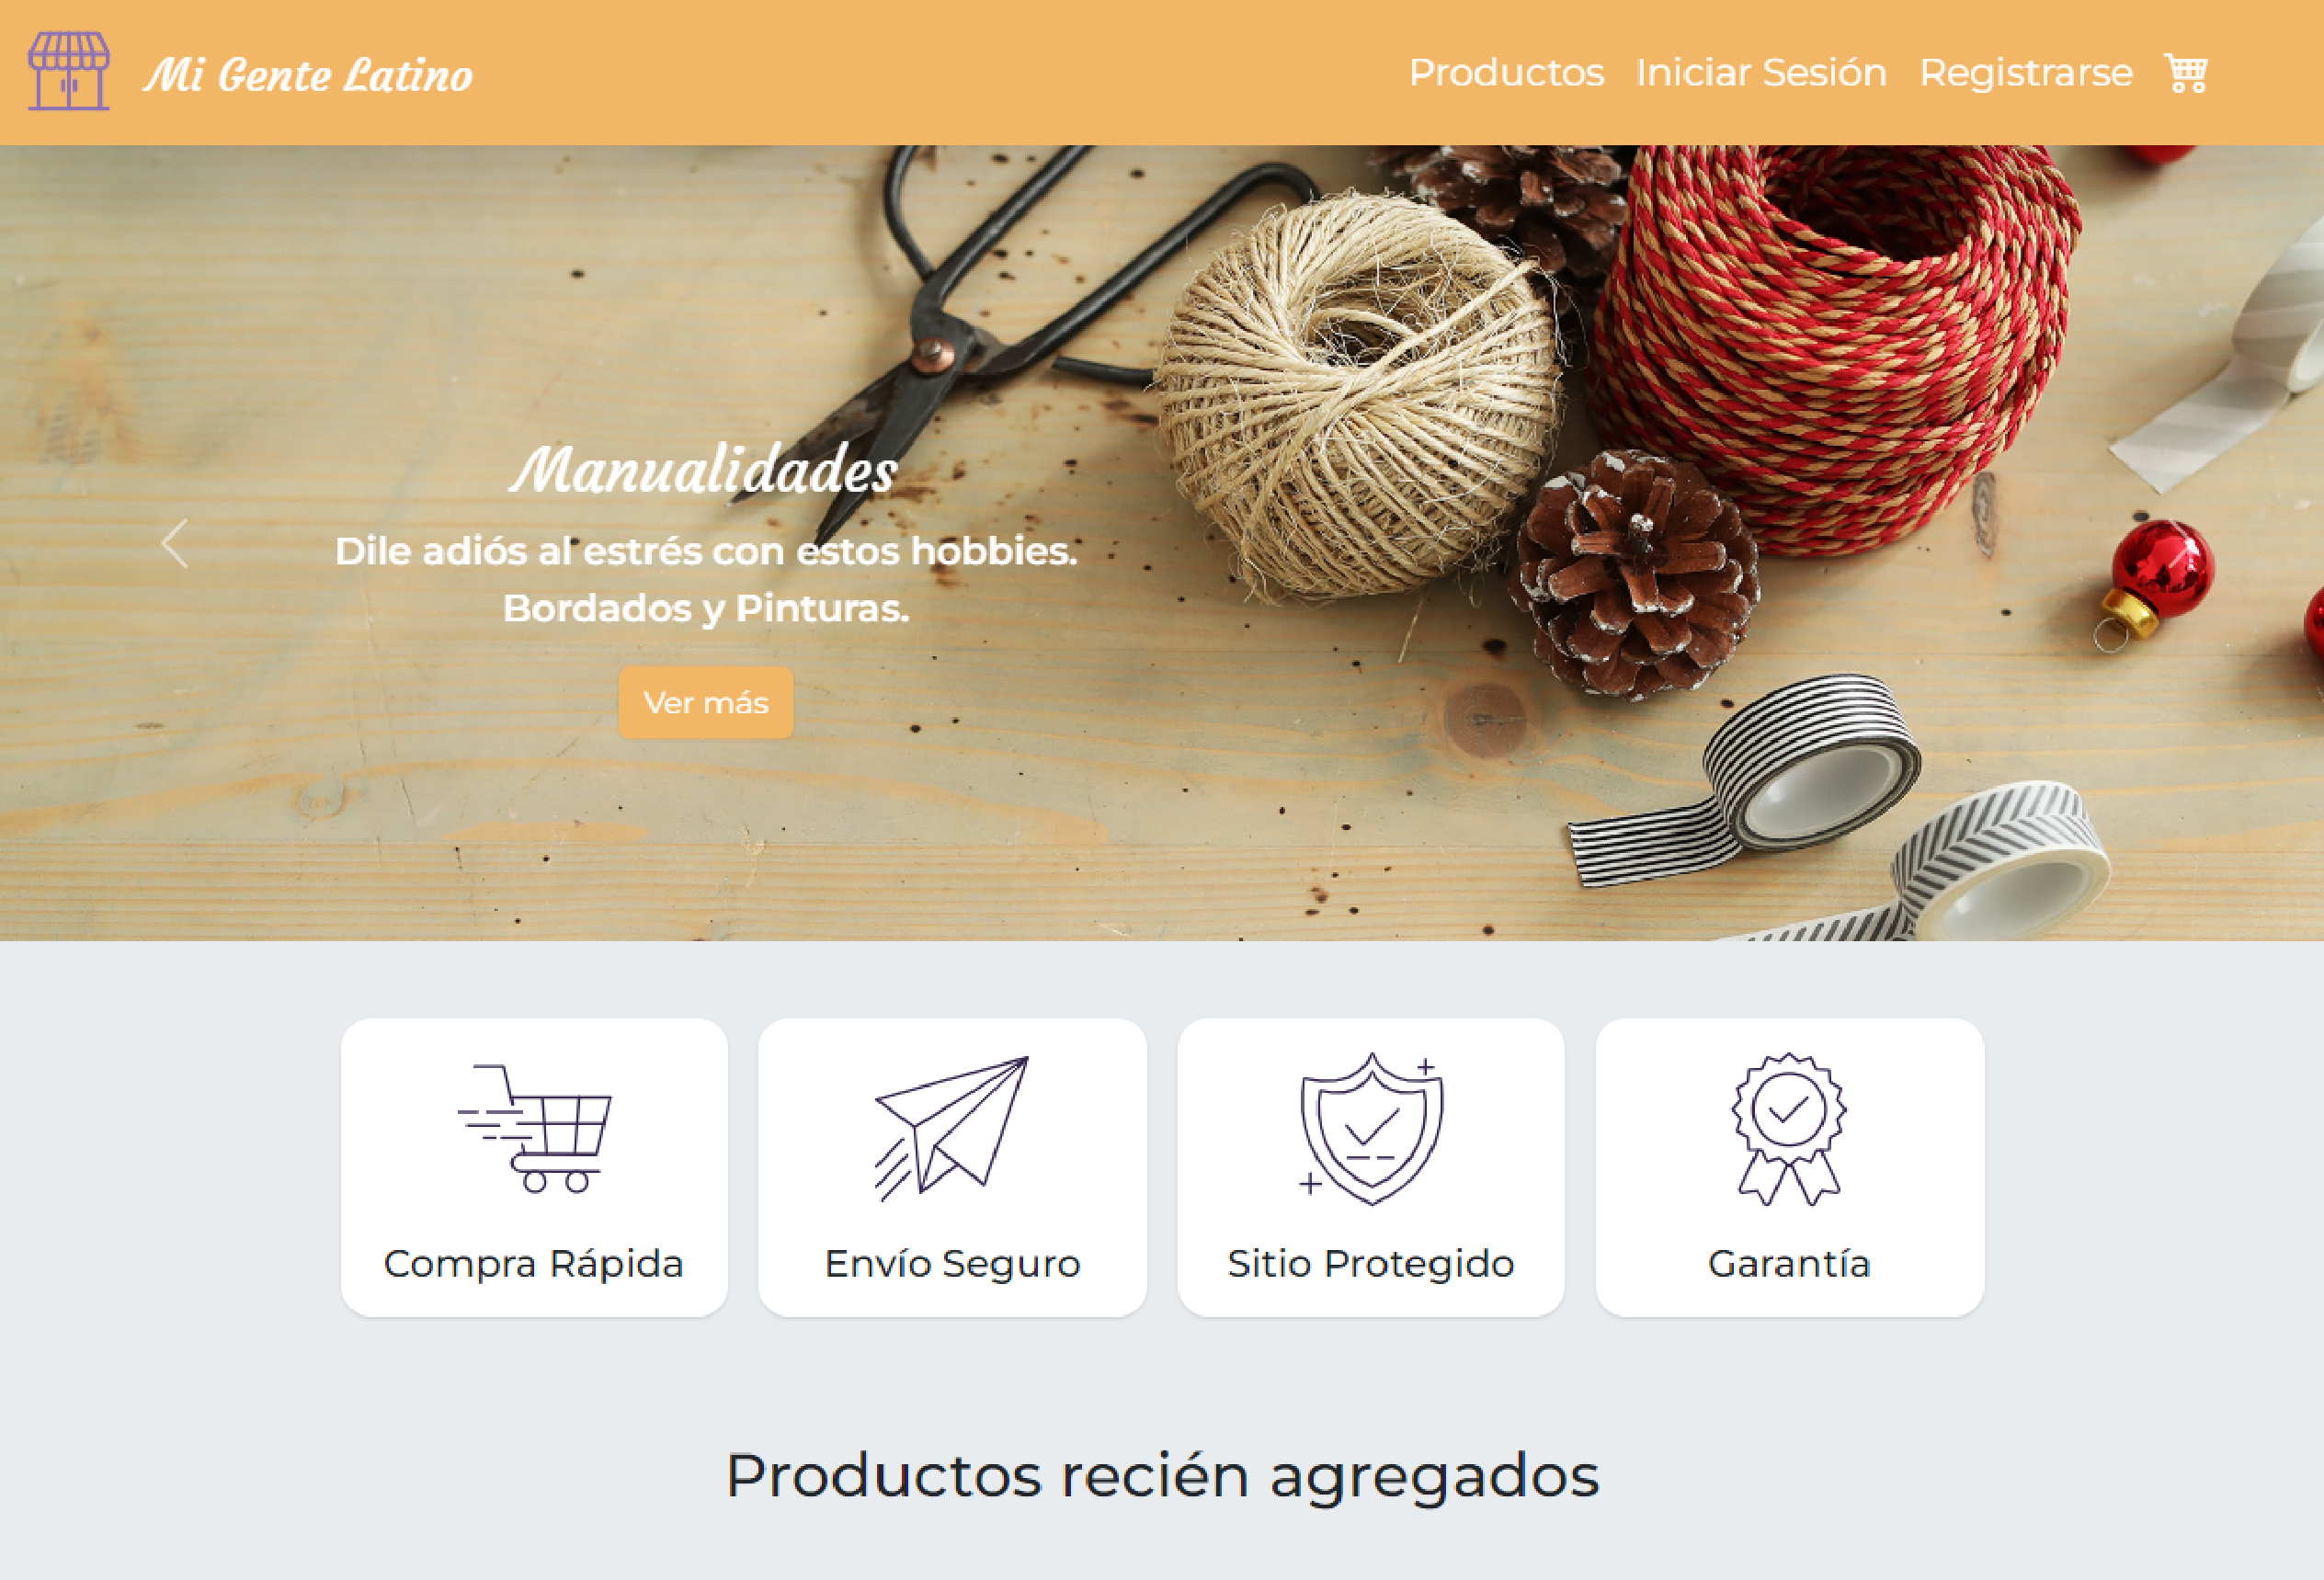 Mi Gente Latino
Productos Iniciar Sesión Registrarse
Manualidades
Dile adiós al estrés con estos hobbies.
Bordados y Pinturas.
Ver más
Compra Rápida
Envío Seguro
Sitio Protegido
Garantía
Productos recién agregados